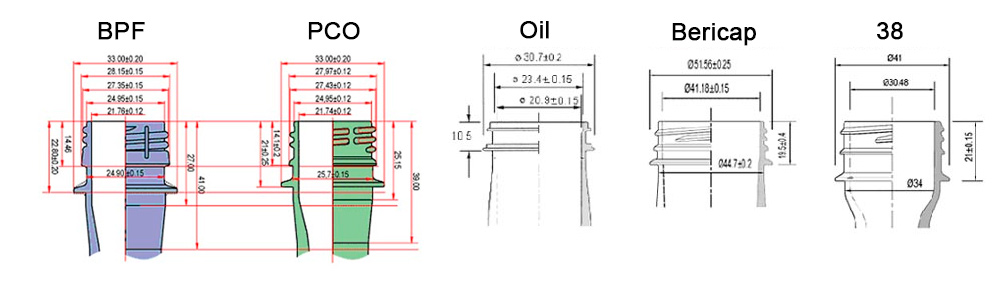 BPF PCO Oil Bericap 38
33.00±0.20
28.15±0.15
27.35±0.15
24.95±0.15
21.76±0.12
14.46
22.60±0.20
24.90±0.15
27.00
41.00
33.00±0.20
27,97±0.12
27,43±0.12
24,95±0.12
21.74±0.12
14.1±0.2
21±0.25
25.7±0.15
25.15
39.00
ø 30.7±0.2
ø 23.4±0.15
ø 20.8±0.15
10.5
Ø51.56±0.25
Ø41.18±0.15
Ø44.7±0.2
19.5±0.4
Ø41
Ø30.48
Ø34
21±0.15